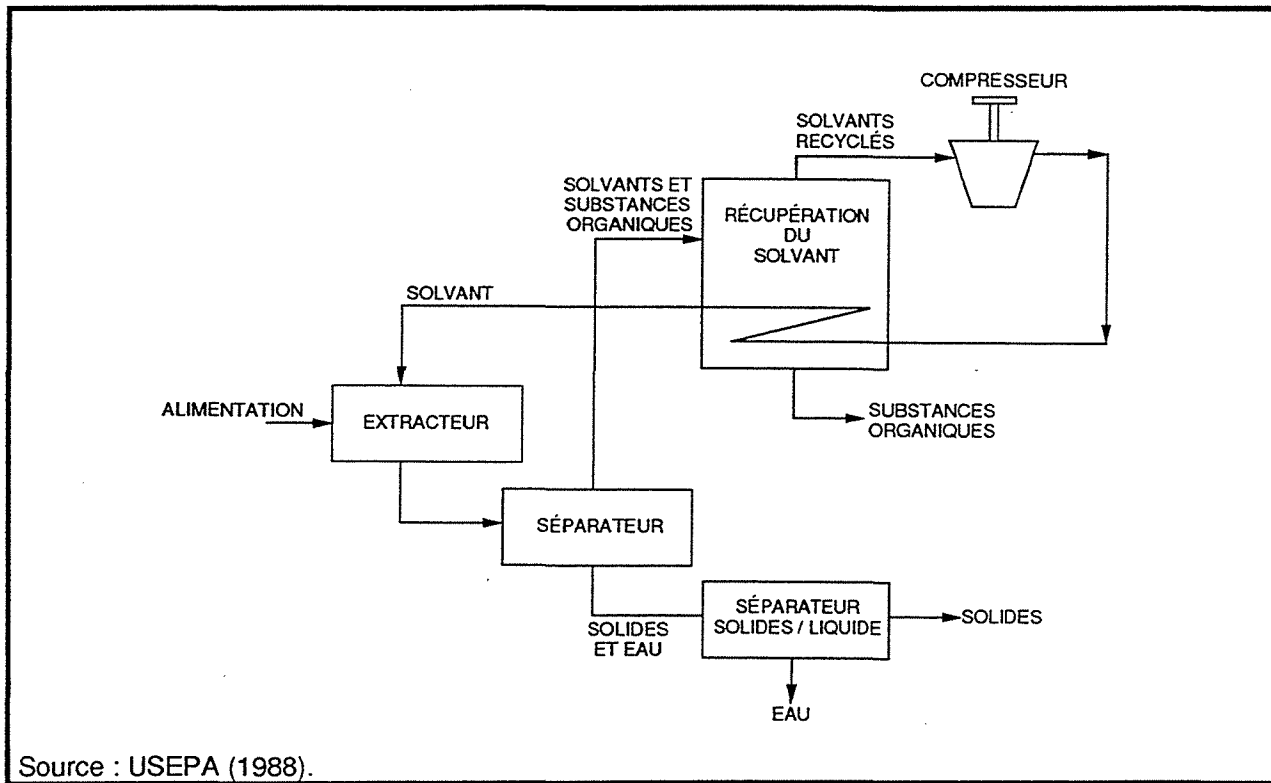 COMPRESSEUR
SOLVANTS
RECYCLÉS
SOLVANTS ET
SUBSTANCES
ORGANIQUES
RÉCUPÉRATION
DU
SOLVANT
SOLVANT
ALIMENTATION
EXTRACTEUR
SUBSTANCES
ORGANIQUES
SÉPARATEUR
SOLIDES
ET EAU
SÉPARATEUR
SOLIDES / LIQUIDE
SOLIDES
EAU
Source : USEPA (1988).